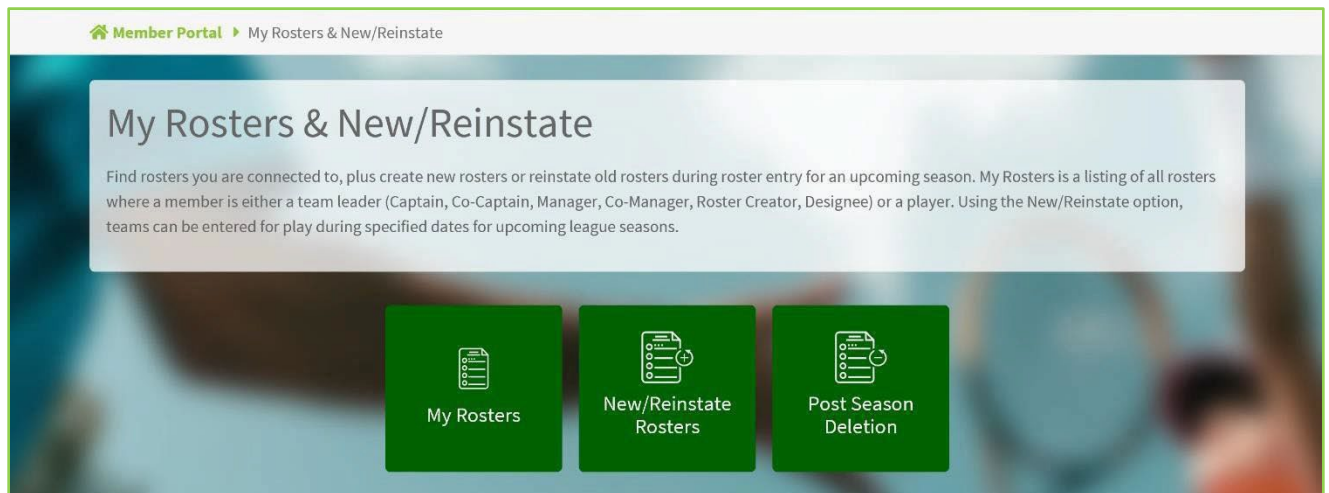 Member Portal My Rosters & New/Reinstate
My Rosters & New/Reinstate
Find rosters you are connected to, plus create new rosters or reinstate old rosters during roster entry for an upcoming season. My Rosters is a listing of all rosters
where a member is either a team leader (Captain, Co-Captain, Manager, Co-Manager, Roster Creator, Designee) or a player. Using the New/Reinstate option,
teams can be entered for play during specified dates for upcoming league seasons.
My Rosters
New/Reinstate
Rosters
Post Season
Deletion